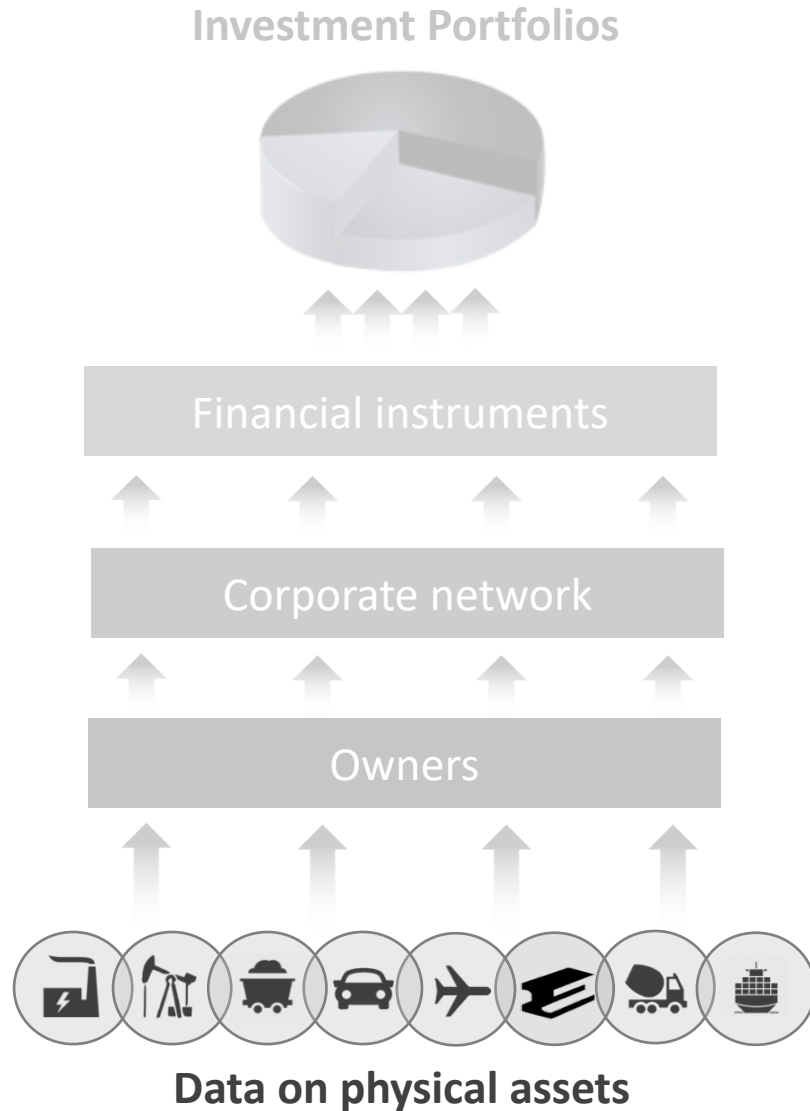 Investment Portfolios
Financial instruments
Corporate network
Owners
Data on physical assets